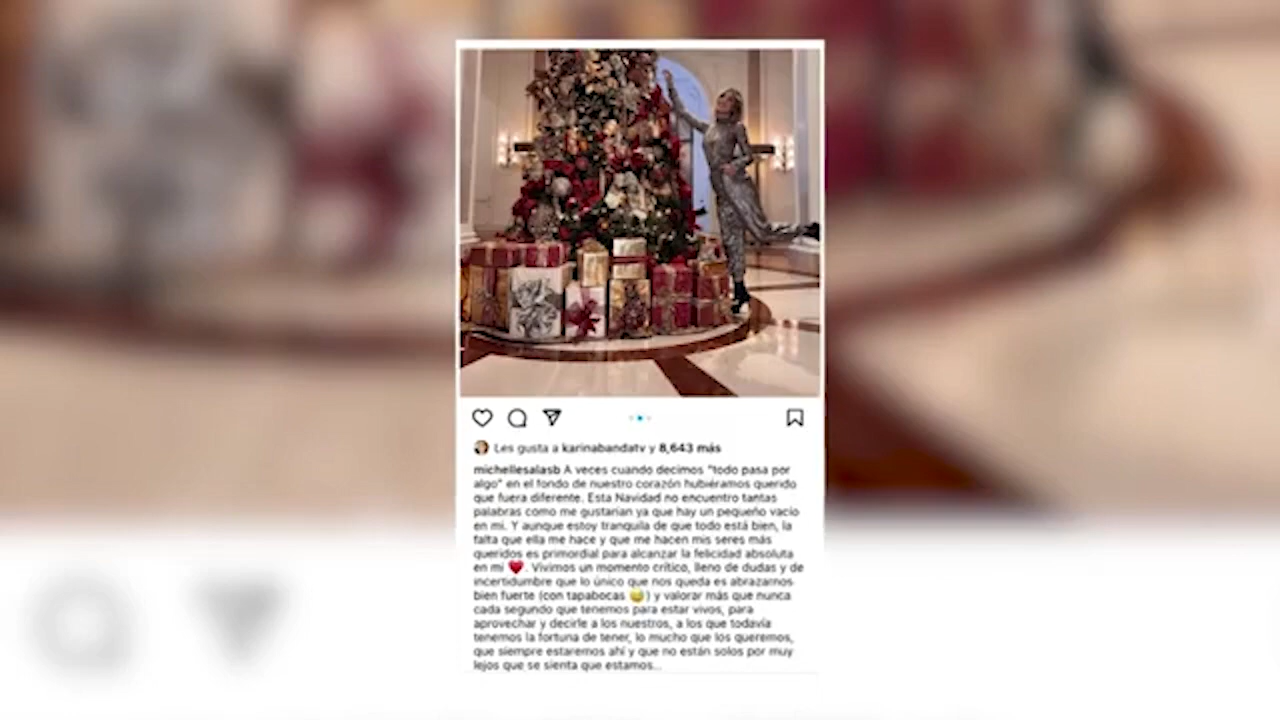 Les gusta a karinabandatv y 8,643 más
michellesalasb A veces cuando decimos "todo pasa por
algo" en el fondo de nuestro corazón hubiéramos querido
que fuera diferente. Esta Navidad no encuentro tantas
palabras como me gustarían ya que hay un pequeño vacío
en mi. Y aunque estoy tranquila de que todo está bien, la
falta que ella me hace y que me hacen mis seres más
queridos es primordial para alcanzar la felicidad absoluta
en mi ❤️. Vivimos un momento crítico, lleno de dudas y de
incertidumbre que lo único que nos queda es abrazarnos
bien fuerte (con tapabocas 😅) y valorar más que nunca
cada segundo que tenemos para estar vivos, para
aprovechar y decirle a los nuestros, a los que todavía
tenemos la fortuna de tener, lo mucho que los queremos,
que siempre estaremos ahí y que no están solos por muy
lejos que se sienta que estamos...